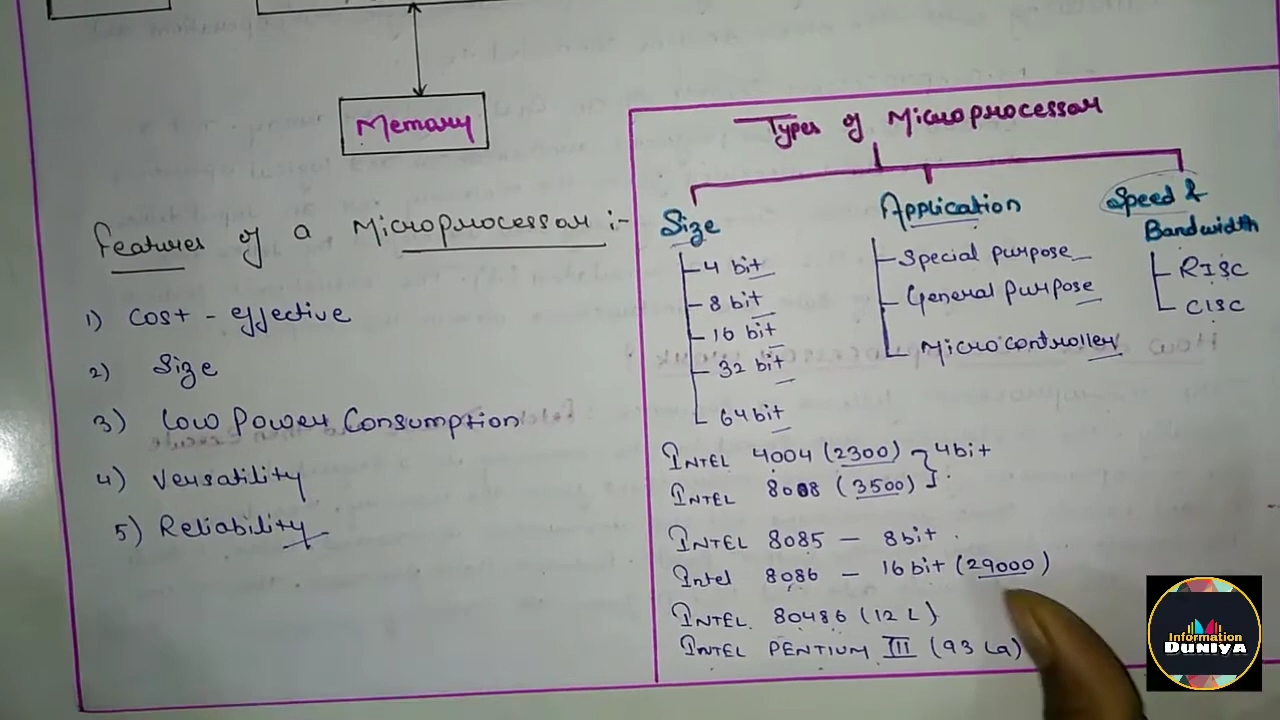 Memory
Features of a Microprocessor :-
1) Cost - effective
2) Size
3) Low Power Consumption
4) Versatility
5) Reliability
Types of Microprocessor
Size
4 bit
8 bit
16 bit
32 bit
64 bit
Application
Special purpose
General purpose
Microcontroller
Speed &
Bandwidth
RISC
CISC
INTEL 4004 (2300) } 4bit
INTEL 8008 (3500)
INTEL 8085 – 8bit
Intel 8086 – 16 bit (29000)
INTEL 80486 (12 L)
INTEL PENTIUM III (93 La)
Information
Duniya